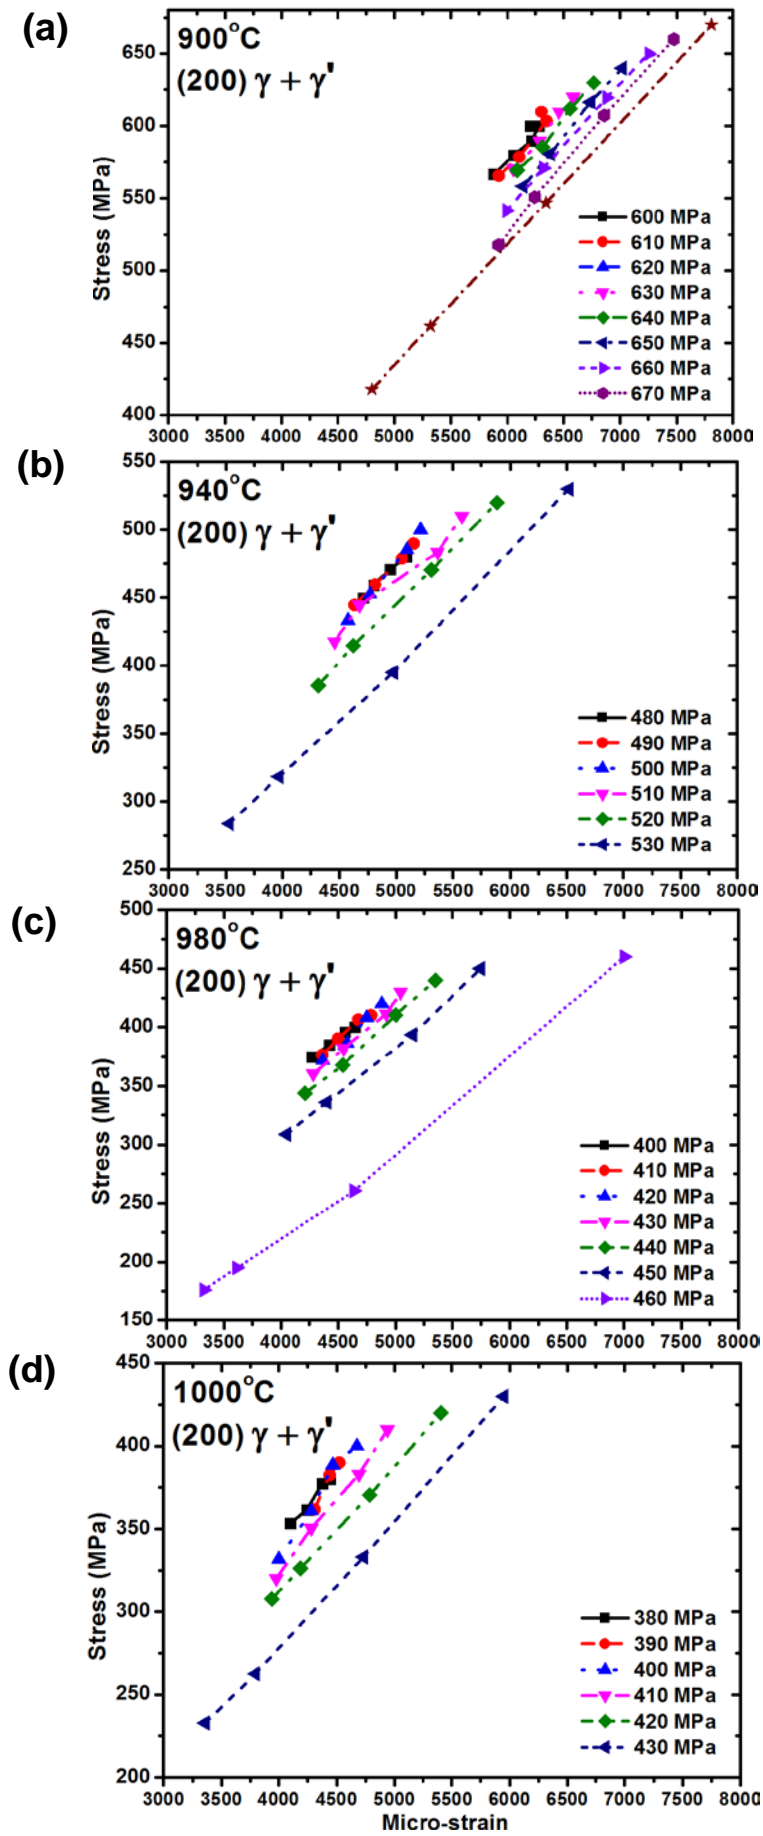 (a)
900°C
(200) γ + γ'
Stress (MPa)
650
600
550
500
450
400
600 MPa
610 MPa
620 MPa
630 MPa
640 MPa
650 MPa
660 MPa
670 MPa
3000 3500 4000 4500 5000 5500 6000 6500 7000 7500 8000
(b)
940°C
(200) γ + γ'
Stress (MPa)
550
500
450
400
350
300
250
480 MPa
490 MPa
500 MPa
510 MPa
520 MPa
530 MPa
3000 3500 4000 4500 5000 5500 6000 6500 7000 7500 8000
(c)
980°C
(200) γ + γ'
Stress (MPa)
500
450
400
350
300
250
200
150
400 MPa
410 MPa
420 MPa
430 MPa
440 MPa
450 MPa
460 MPa
3000 3500 4000 4500 5000 5500 6000 6500 7000 7500 8000
(d)
1000°C
(200) γ + γ'
Stress (MPa)
450
400
350
300
250
200
380 MPa
390 MPa
400 MPa
410 MPa
420 MPa
430 MPa
3000 3500 4000 4500 5000 5500 6000 6500 7000 7500 8000
Micro-strain